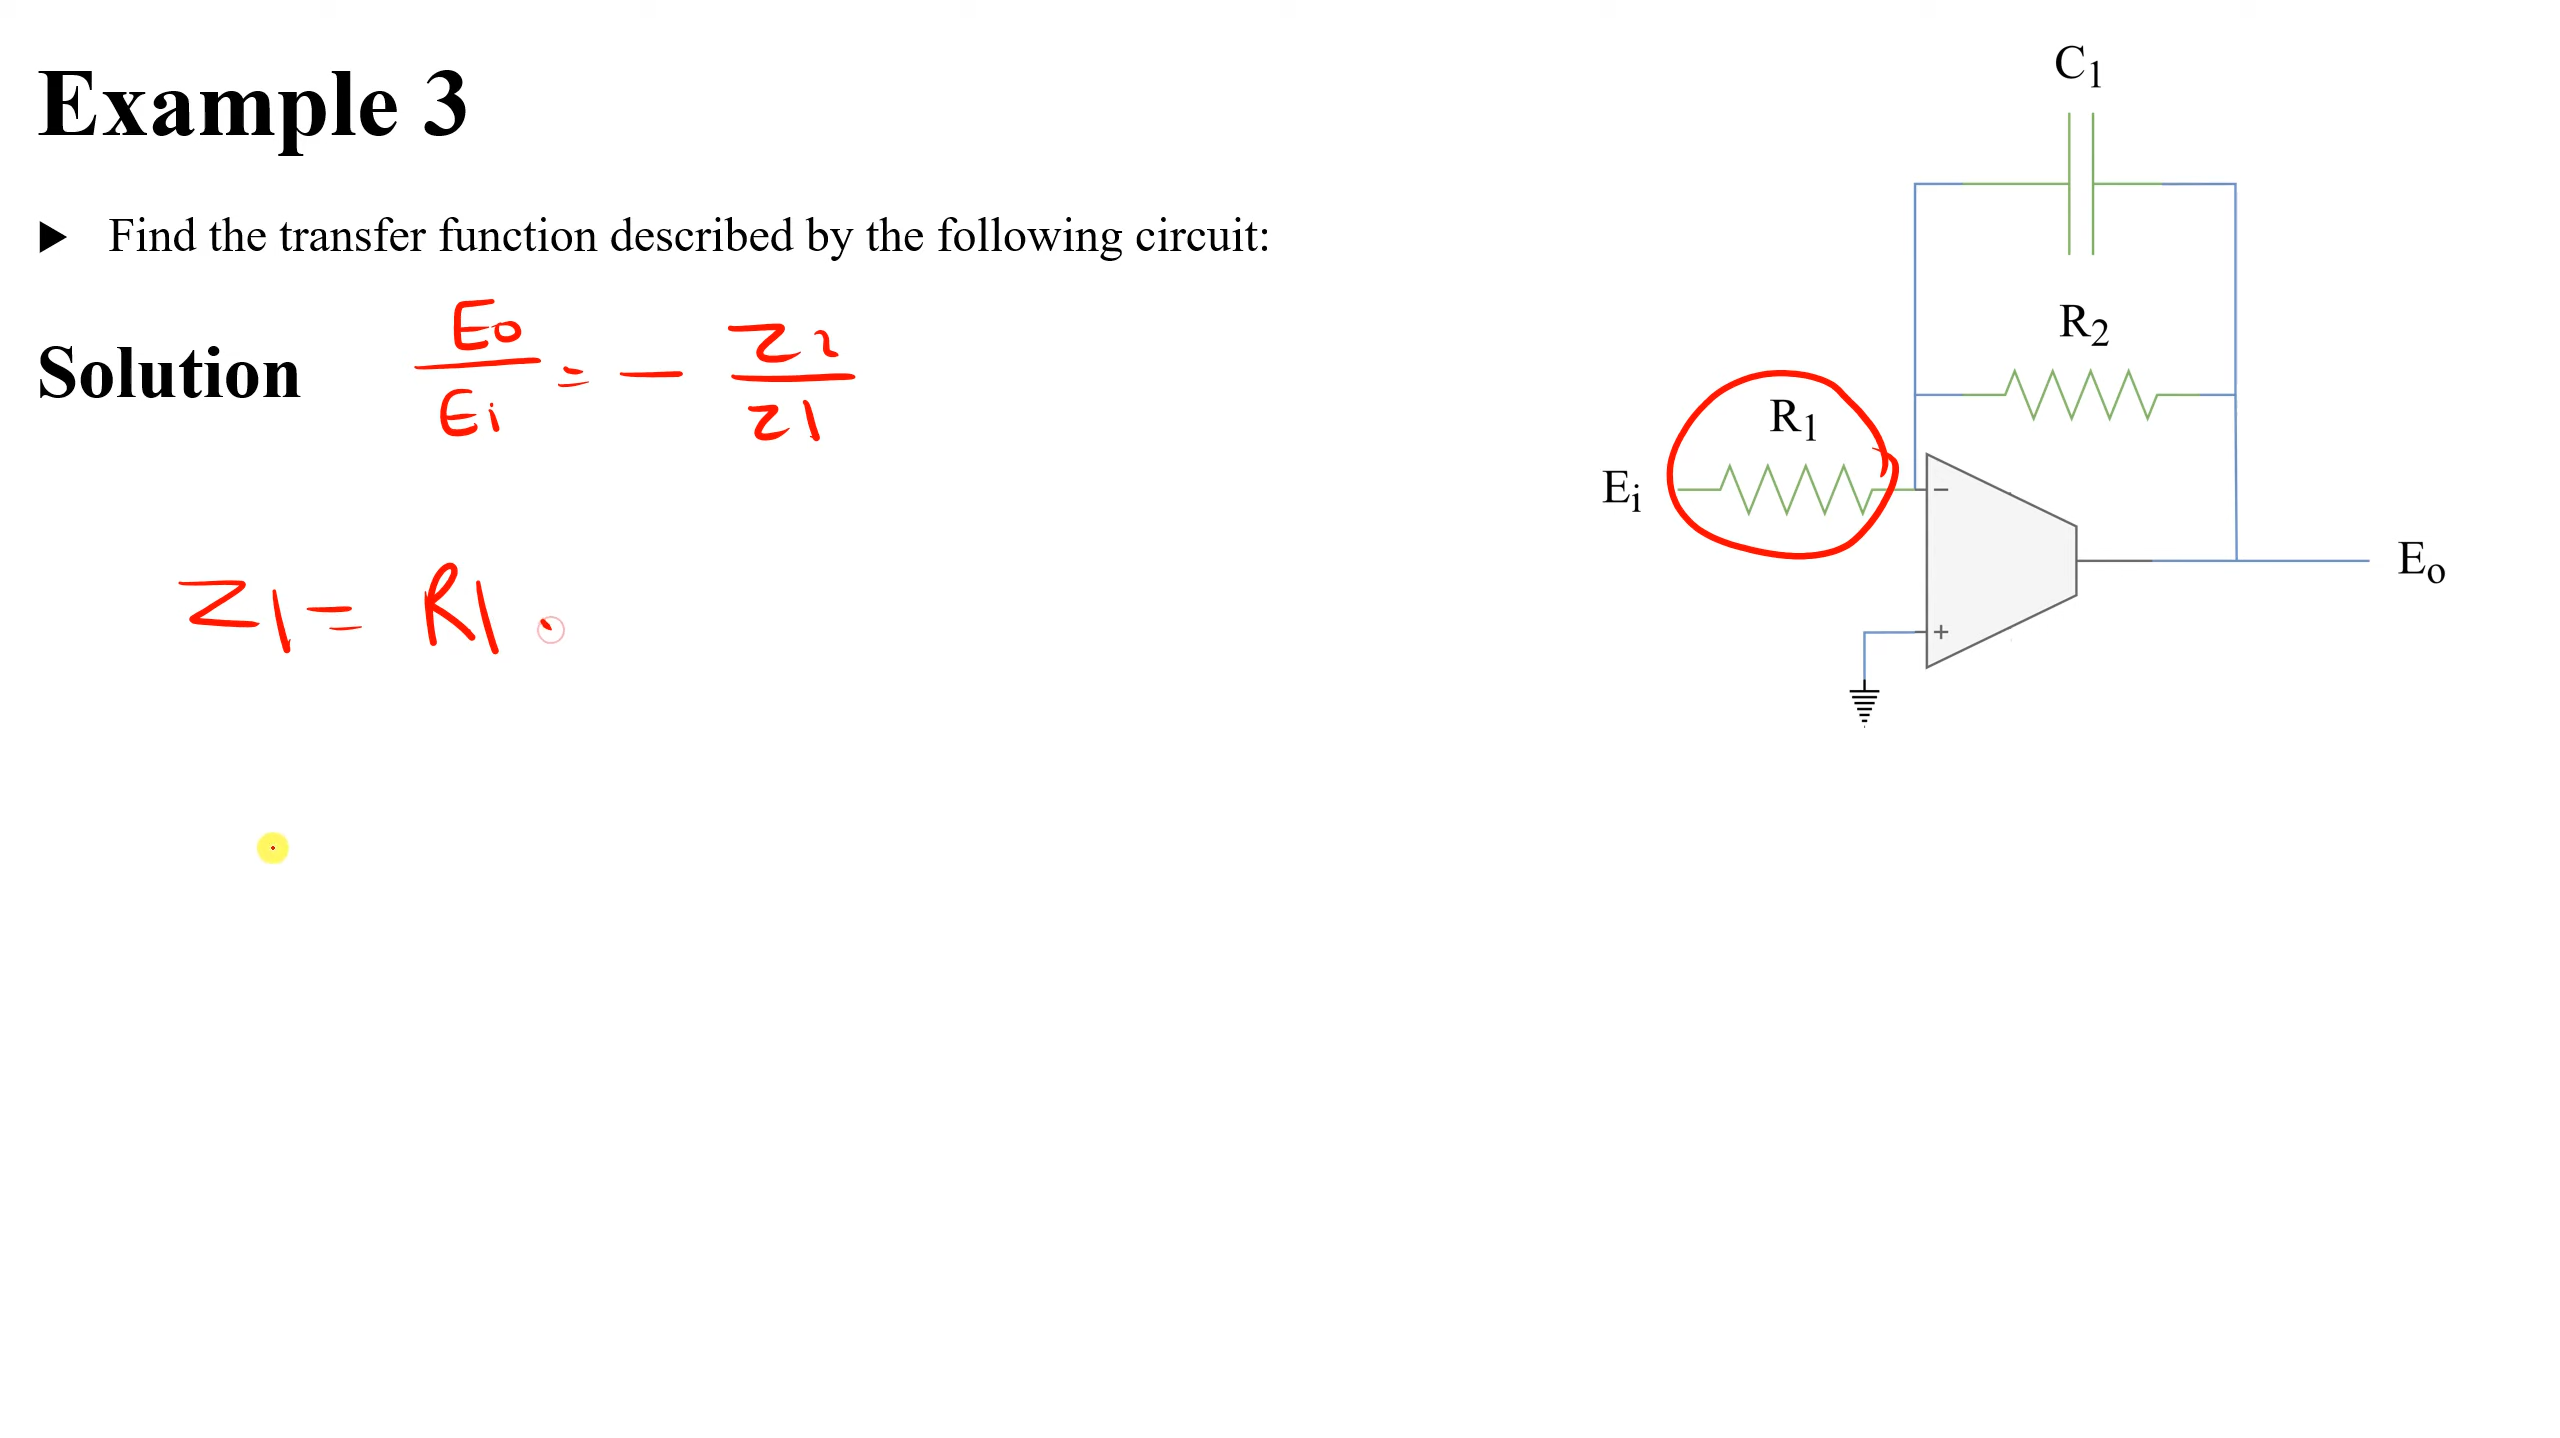 Example 3
▶ Find the transfer function described by the following circuit:
Solution
Eo/Ei = - Z2/Z1
Z1 = R1.
C1
R2
R1
Ei
−
+
Eo